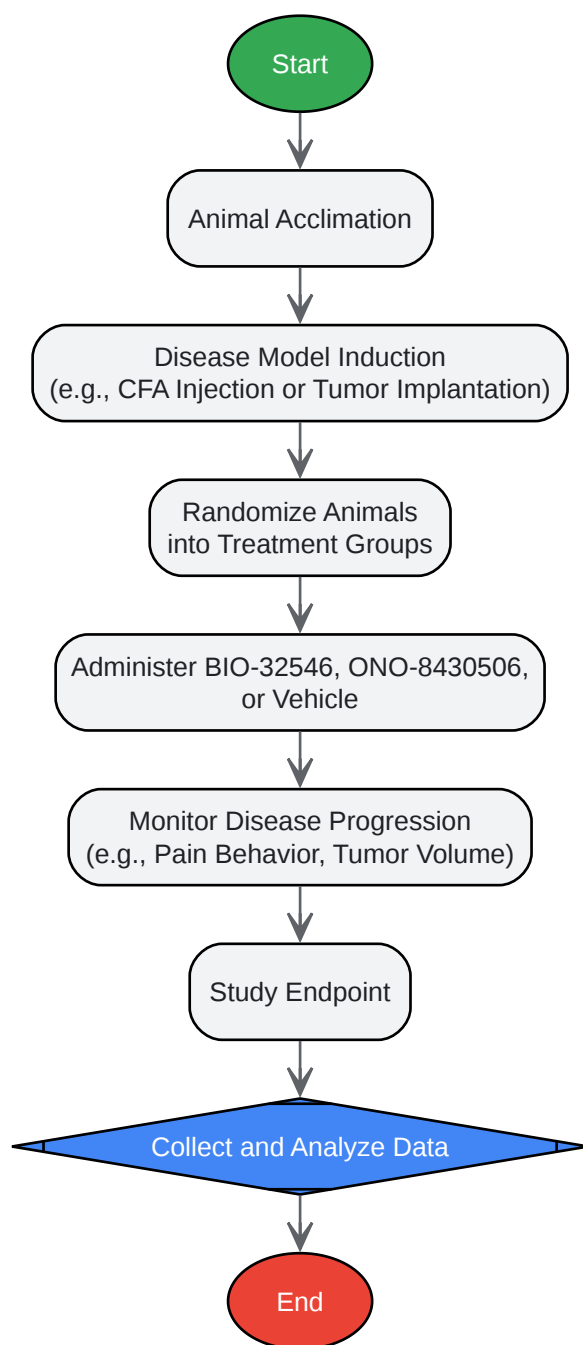 Start
Animal Acclimation
Disease Model Induction
(e.g., CFA Injection or Tumor Implantation)
Randomize Animals
into Treatment Groups
Administer BIO-32546, ONO-8430506,
or Vehicle
Monitor Disease Progression
(e.g., Pain Behavior, Tumor Volume)
Study Endpoint
Collect and Analyze Data
End